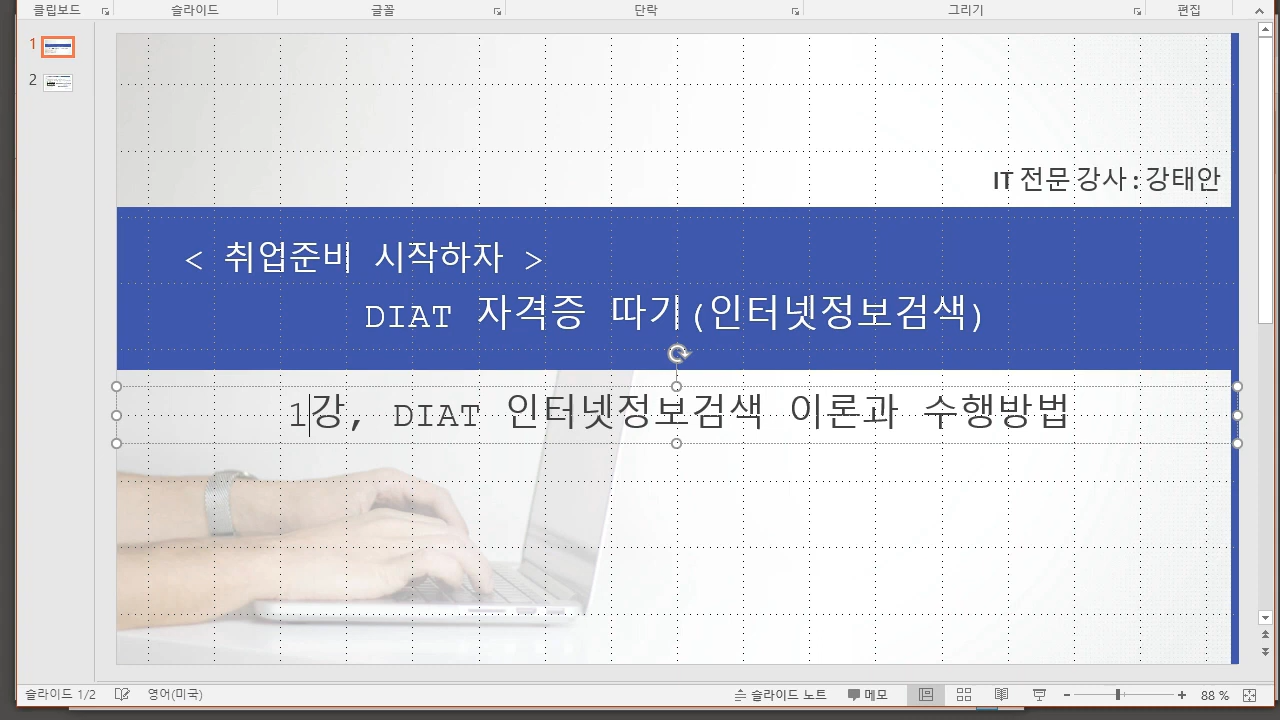 클립보드 슬라이드 글꼴 단락 그리기 편집
1
2
IT 전문 강사 : 강태안
< 취업준비 시작하자 >
DIAT 자격증 따기(인터넷정보검색)
1강, DIAT 인터넷정보검색 이론과 수행방법
슬라이드 1/2 영어(미국) 슬라이드 노트 메모 88 %